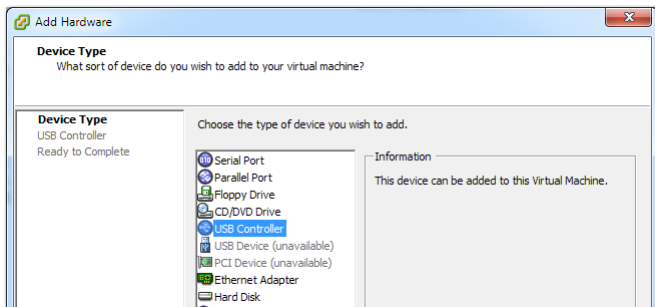 Add Hardware
Device Type
What sort of device do you wish to add to your virtual machine?
Device Type
USB Controller
Ready to Complete
Choose the type of device you wish to add.
Serial Port
Parallel Port
Floppy Drive
CD/DVD Drive
USB Controller
USB Device (unavailable)
PCI Device (unavailable)
Ethernet Adapter
Hard Disk
Information
This device can be added to this Virtual Machine.